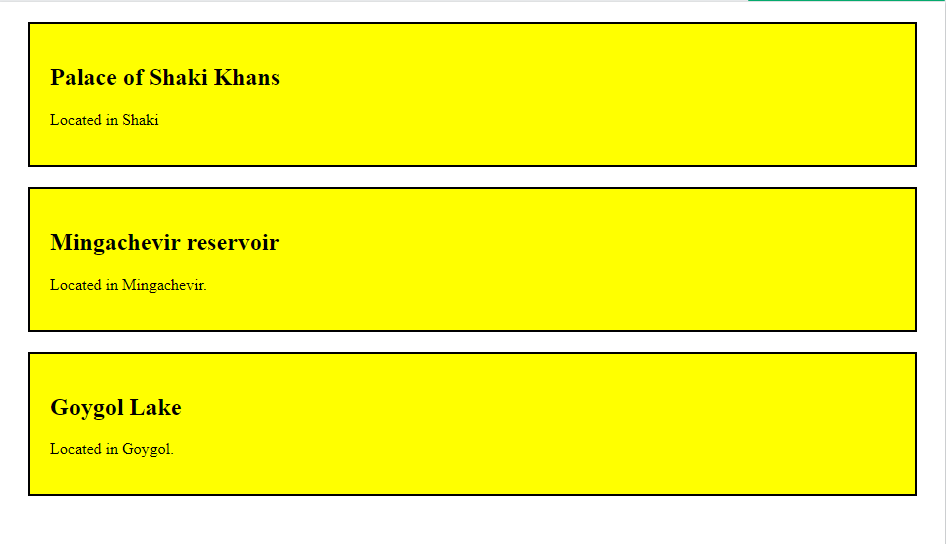 Palace of Shaki Khans
Located in Shaki
Mingachevir reservoir
Located in Mingachevir.
Goygol Lake
Located in Goygol.